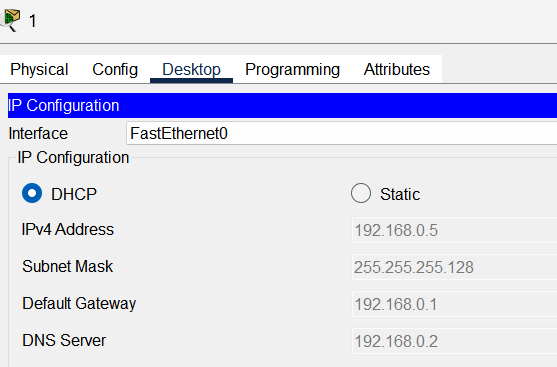 1
Physical Config Desktop Programming Attributes
IP Configuration
Interface FastEthernet0
IP Configuration
DHCP Static
IPv4 Address 192.168.0.5
Subnet Mask 255.255.255.128
Default Gateway 192.168.0.1
DNS Server 192.168.0.2